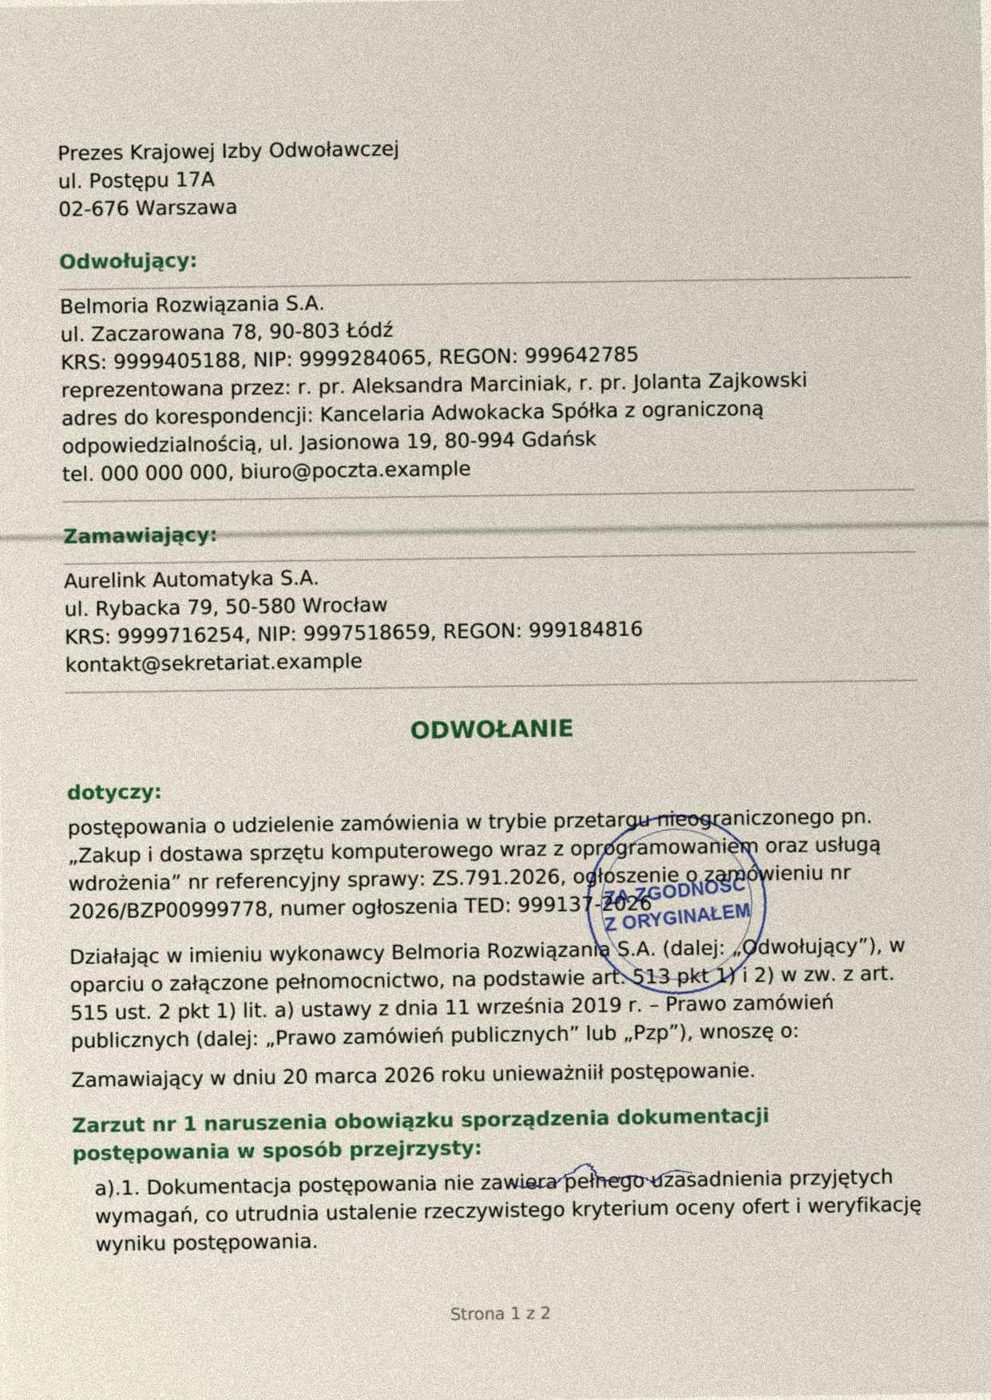 Prezes Krajowej Izby Odwoławczej
ul. Postępu 17A
02-676 Warszawa
Odwołujący:
Belmoria Rozwiązania S.A.
ul. Zaczarowana 78, 90-803 Łódź
KRS: 9999405188, NIP: 9999284065, REGON: 999642785
reprezentowana przez: r. pr. Aleksandra Marciniak, r. pr. Jolanta Zajkowski
adres do korespondencji: Kancelaria Adwokacka Spółka z ograniczoną
odpowiedzialnością, ul. Jasionowa 19, 80-994 Gdańsk
tel. 000 000 000, biuro@poczta.example
Zamawiający:
Aurelink Automatyka S.A.
ul. Rybacka 79, 50-580 Wrocław
KRS: 9999716254, NIP: 9997518659, REGON: 999184816
kontakt@sekretariat.example
ODWOŁANIE
dotyczy:
postępowania o udzielenie zamówienia w trybie przetargu nieograniczonego pn.
„Zakup i dostawa sprzętu komputerowego wraz z oprogramowaniem oraz usługą
wdrożenia” nr referencyjny sprawy: ZS.791.2026, ogłoszenie o zamówieniu nr
2026/BZP00999778, numer ogłoszenia TED: 999137-2026
ZA ZGODNOŚĆ
Z ORYGINAŁEM
Działając w imieniu wykonawcy Belmoria Rozwiązania S.A. (dalej: „Odwołujący”), w
oparciu o załączone pełnomocnictwo, na podstawie art. 513 pkt 1) i 2) w zw. z art.
515 ust. 2 pkt 1) lit. a) ustawy z dnia 11 września 2019 r. – Prawo zamówień
publicznych (dalej: „Prawo zamówień publicznych” lub „Pzp”), wnoszę o:
Zamawiający w dniu 20 marca 2026 roku unieważniił postępowanie.
Zarzut nr 1 naruszenia obowiązku sporządzenia dokumentacji
postępowania w sposób przejrzysty:
a).1. Dokumentacja postępowania nie zawiera pełnego uzasadnienia przyjętych
wymagań, co utrudnia ustalenie rzeczywistego kryterium oceny ofert i weryfikację
wyniku postępowania.
Strona 1 z 2